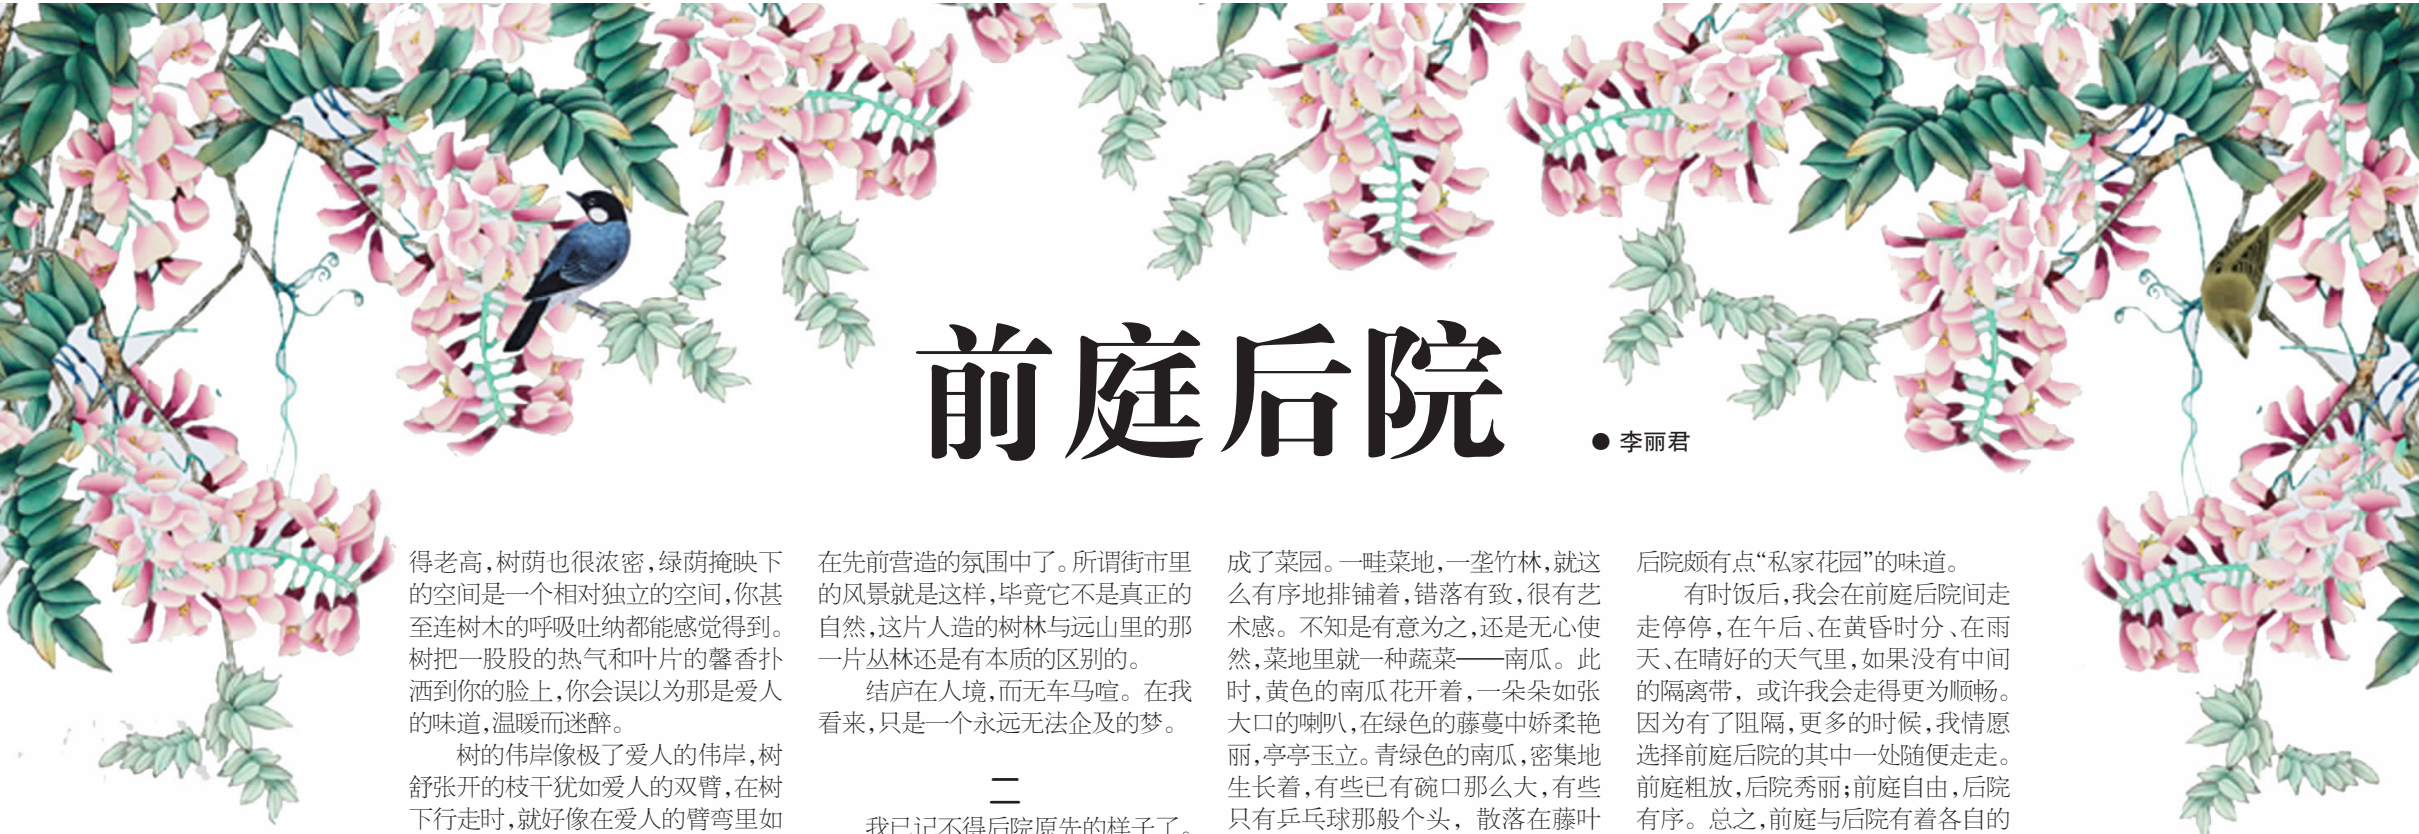 前庭后院
● 李丽君
得老高,树荫也很浓密,绿荫掩映下
的空间是一个相对独立的空间,你甚
至连树木的呼吸吐纳都能感觉得到。
树把一股股的热气和叶片的馨香扑
洒到你的脸上,你会误以为那是爱人
的味道,温暖而迷醉。
树的伟岸像极了爱人的伟岸,树
舒张开的枝干犹如爱人的双臂,在树
下行走时,就好像在爱人的臂弯里如
在先前营造的氛围中了。所谓街市里
的风景就是这样,毕竟它不是真正的
自然,这片人造的树林与远山里的那
一片丛林还是有本质的区别的。
结庐在人境,而无车马喧。在我
看来,只是一个永远无法企及的梦。
二
我已记不得后院原先的样子了。
成了菜园。一畦菜地,一垄竹林,就这
么有序地排铺着,错落有致,很有艺
术感。不知是有意为之,还是无心使
然,菜地里就一种蔬菜——南瓜。此
时,黄色的南瓜花开着,一朵朵如张
大口的喇叭,在绿色的藤蔓中娇柔艳
丽,亭亭玉立。青绿色的南瓜,密集地
生长着,有些已有碗口那么大,有些
只有乒乓球那般个头,散落在藤叶
后院颇有点“私家花园”的味道。
有时饭后,我会在前庭后院间走
走停停,在午后、在黄昏时分、在雨
天、在晴好的天气里,如果没有中间
的隔离带,或许我会走得更为顺畅。
因为有了阻隔,更多的时候,我情愿
选择前庭后院的其中一处随便走走。
前庭粗放,后院秀丽;前庭自由,后院
有序。总之,前庭与后院有着各自的